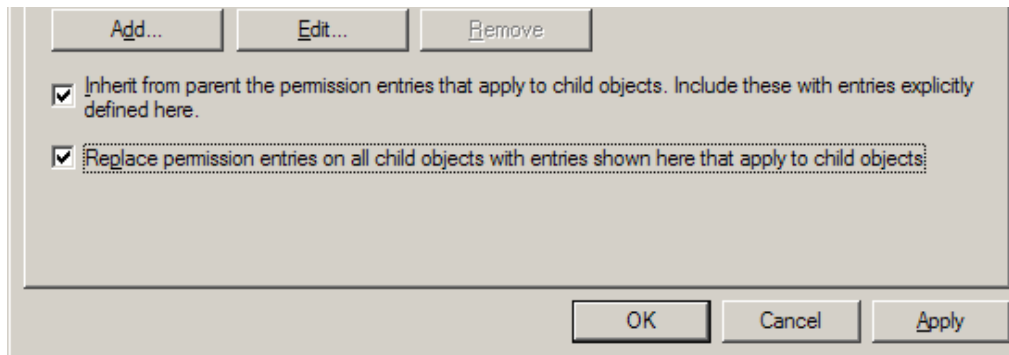 Add... Edit... Remove
Inherit from parent the permission entries that apply to child objects. Include these with entries explicitly
defined here.
Replace permission entries on all child objects with entries shown here that apply to child objects
OK Cancel Apply